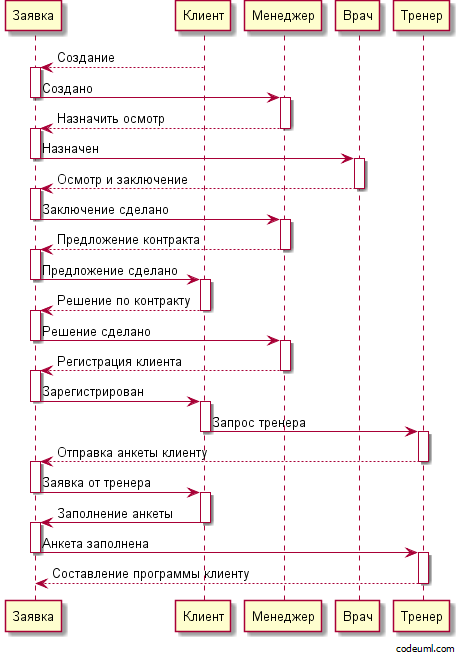 Заявка Клиент Менеджер Врач Тренер
Создание
Создано
Назначить осмотр
Назначен
Осмотр и заключение
Заключение сделано
Предложение контракта
Предложение сделано
Решение по контракту
Решение сделано
Регистрация клиента
Зарегистрирован
Запрос тренера
Отправка анкеты клиенту
Заявка от тренера
Заполнение анкеты
Анкета заполнена
Составление программы клиенту
Заявка Клиент Менеджер Врач Тренер
codeuml.com